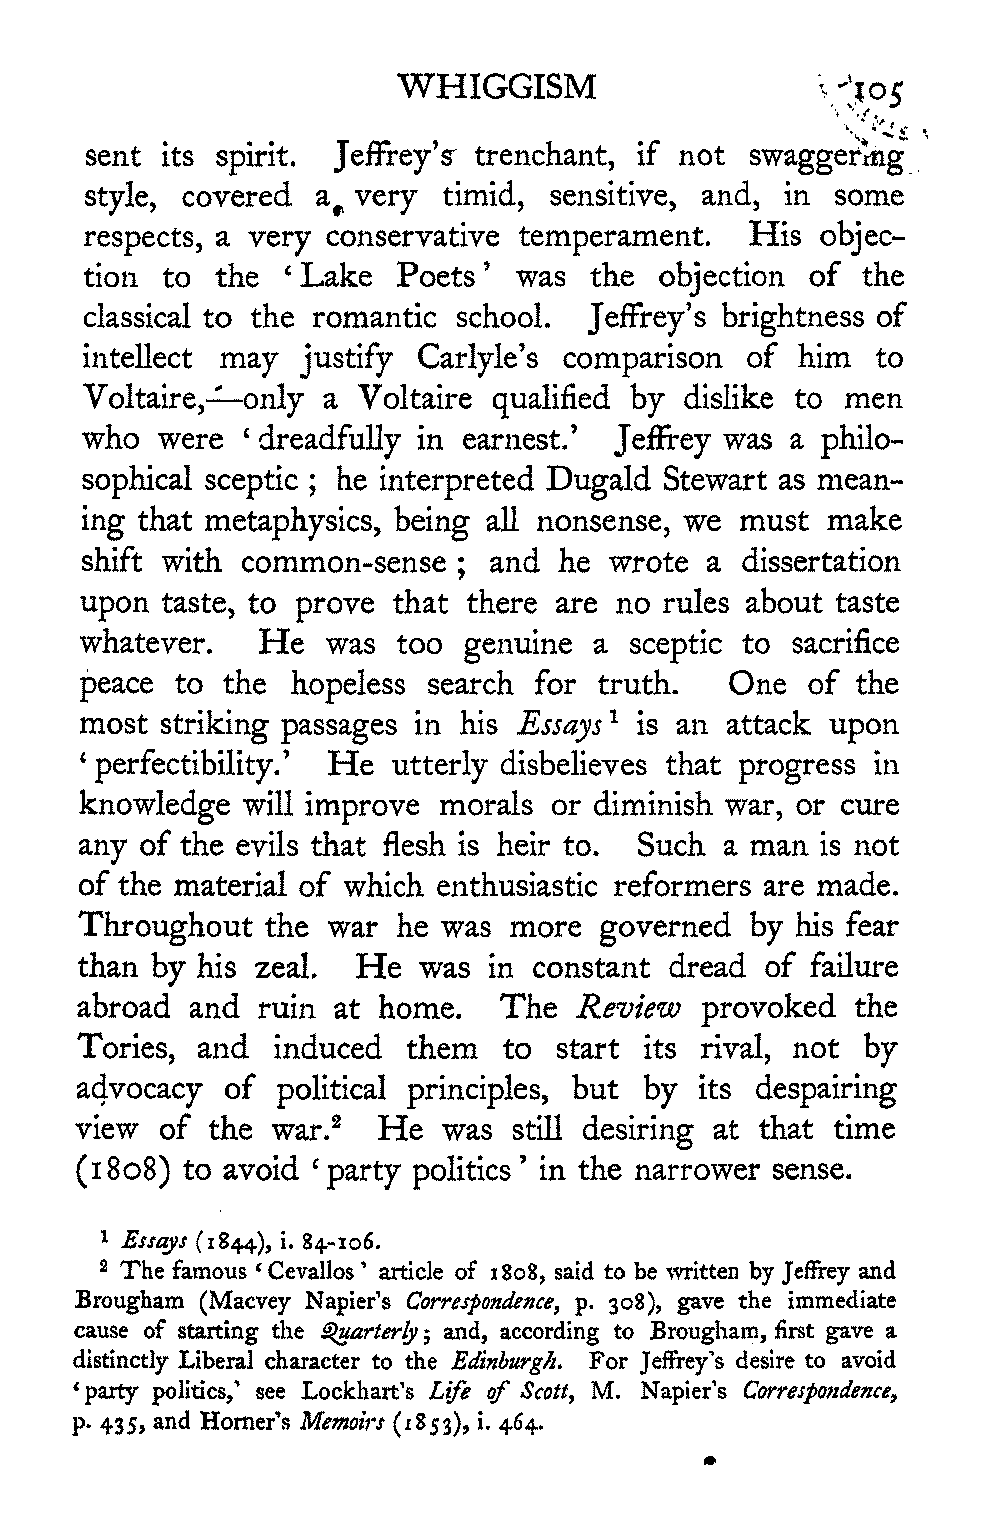 WHIGGISM 105
sent its spirit. Jeffrey's trenchant, if not swaggering
style, covered a very timid, sensitive, and, in some
respects, a very conservative temperament. His objec-
tion to the ‘Lake Poets’ was the objection of the
classical to the romantic school. Jeffrey's brightness of
intellect may justify Carlyle's comparison of him to
Voltaire,—only a Voltaire qualified by dislike to men
who were ‘dreadfully in earnest.’ Jeffrey was a philo-
sophical sceptic; he interpreted Dugald Stewart as mean-
ing that metaphysics, being all nonsense, we must make
shift with common-sense; and he wrote a dissertation
upon taste, to prove that there are no rules about taste
whatever. He was too genuine a sceptic to sacrifice
peace to the hopeless search for truth. One of the
most striking passages in his Essays¹ is an attack upon
‘perfectibility.’ He utterly disbelieves that progress in
knowledge will improve morals or diminish war, or cure
any of the evils that flesh is heir to. Such a man is not
of the material of which enthusiastic reformers are made.
Throughout the war he was more governed by his fear
than by his zeal. He was in constant dread of failure
abroad and ruin at home. The Review provoked the
Tories, and induced them to start its rival, not by
advocacy of political principles, but by its despairing
view of the war.² He was still desiring at that time
(1808) to avoid ‘party politics’ in the narrower sense.
¹ Essays (1844), i. 84-106.
² The famous ‘Cevallos’ article of 1808, said to be written by Jeffrey and
Brougham (Macvey Napier's Correspondence, p. 308), gave the immediate
cause of starting the Quarterly; and, according to Brougham, first gave a
distinctly Liberal character to the Edinburgh. For Jeffrey's desire to avoid
‘party politics,’ see Lockhart's Life of Scott, M. Napier's Correspondence,
p. 435, and Horner's Memoirs (1853), i. 464.